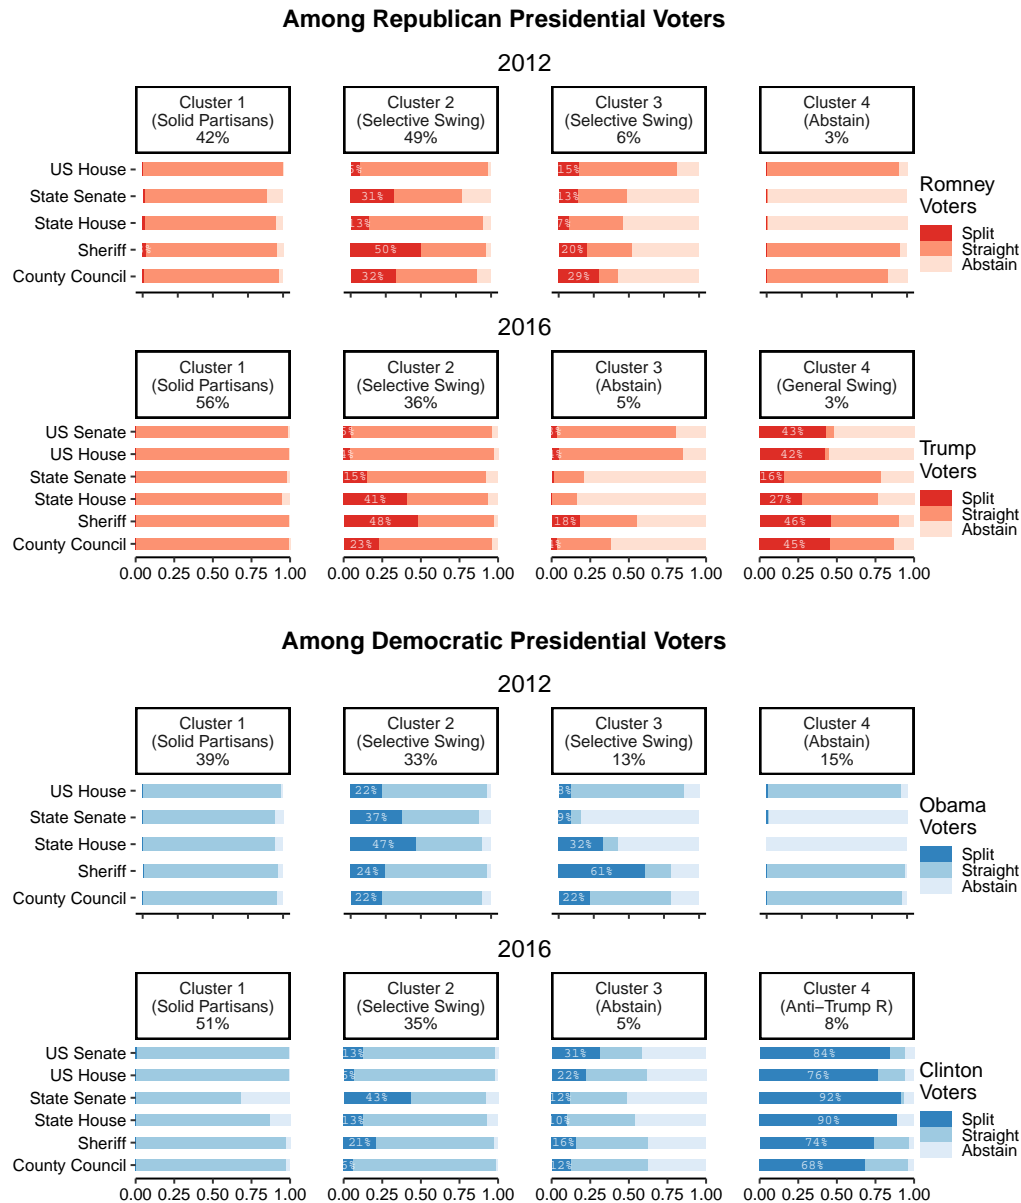 Among Republican Presidential Voters
2012
Cluster 1
(Solid Partisans)
42%
Cluster 2
(Selective Swing)
49%
Cluster 3
(Selective Swing)
6%
Cluster 4
(Abstain)
3%
US House
15%
State Senate
31%
13%
State House
13%
7%
Sheriff
50%
20%
County Council
32%
29%
Romney
Voters
Split
Straight
Abstain
2016
Cluster 1
(Solid Partisans)
56%
Cluster 2
(Selective Swing)
36%
Cluster 3
(Abstain)
5%
Cluster 4
(General Swing)
3%
US Senate
43%
US House
42%
State Senate
15%
16%
State House
41%
27%
Sheriff
48%
18%
46%
County Council
23%
45%
0.00 0.25 0.50 0.75 1.00
0.00 0.25 0.50 0.75 1.00
0.00 0.25 0.50 0.75 1.00
0.00 0.25 0.50 0.75 1.00
Trump
Voters
Split
Straight
Abstain
Among Democratic Presidential Voters
2012
Cluster 1
(Solid Partisans)
39%
Cluster 2
(Selective Swing)
33%
Cluster 3
(Selective Swing)
13%
Cluster 4
(Abstain)
15%
US House
22%
8%
State Senate
37%
9%
State House
47%
32%
Sheriff
24%
61%
County Council
22%
22%
Obama
Voters
Split
Straight
Abstain
2016
Cluster 1
(Solid Partisans)
51%
Cluster 2
(Selective Swing)
35%
Cluster 3
(Abstain)
5%
Cluster 4
(Anti–Trump R)
8%
US Senate
13%
31%
84%
US House
22%
76%
State Senate
43%
12%
92%
State House
13%
10%
90%
Sheriff
21%
16%
74%
County Council
12%
68%
0.00 0.25 0.50 0.75 1.00
0.00 0.25 0.50 0.75 1.00
0.00 0.25 0.50 0.75 1.00
0.00 0.25 0.50 0.75 1.00
Clinton
Voters
Split
Straight
Abstain